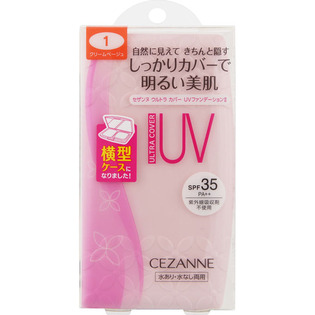 1
クリームベージュ
自然に見えて きちんと隠す
しっかりカバーで
明るい美肌
セザンヌ ウルトラ カバー UVファンデーションⅡ
横型
ケースに
なりました!
ULTRA COVER
UV
SPF35
PA++
紫外線吸収剤
不使用
CEZANNE
水あり・水なし両用